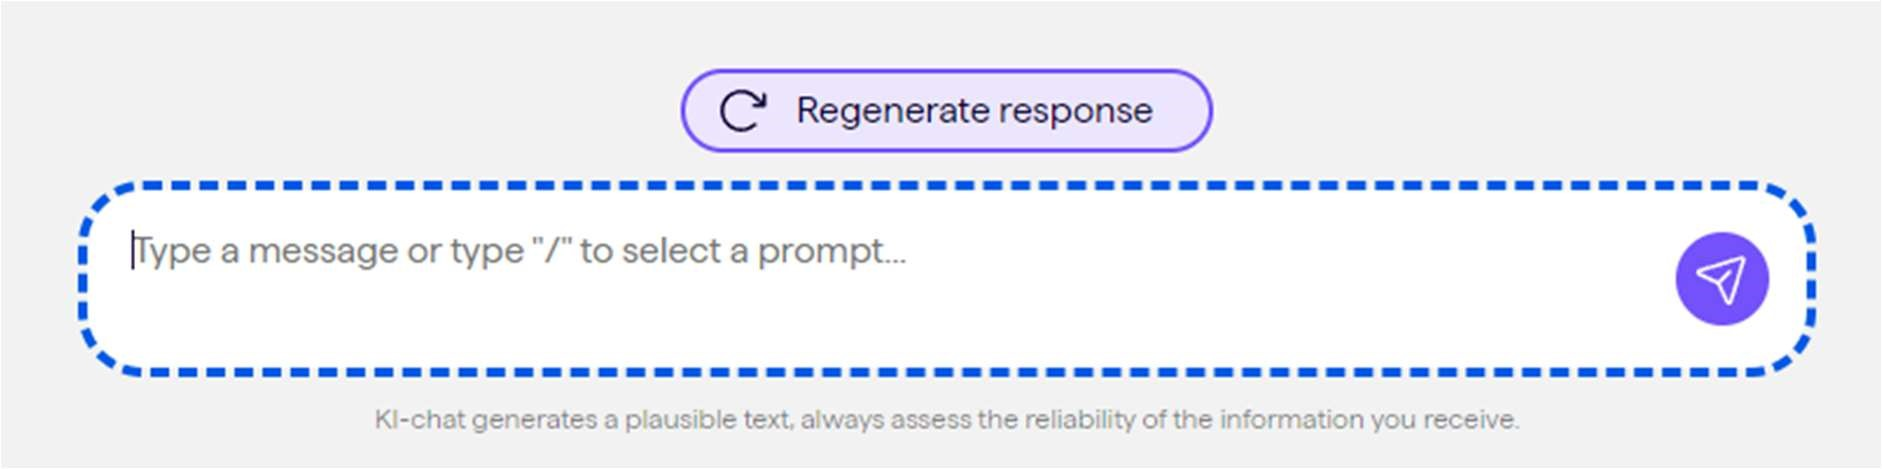 Regenerate response
Type a message or type "/" to select a prompt...
KI-chat generates a plausible text, always assess the reliability of the information you receive.